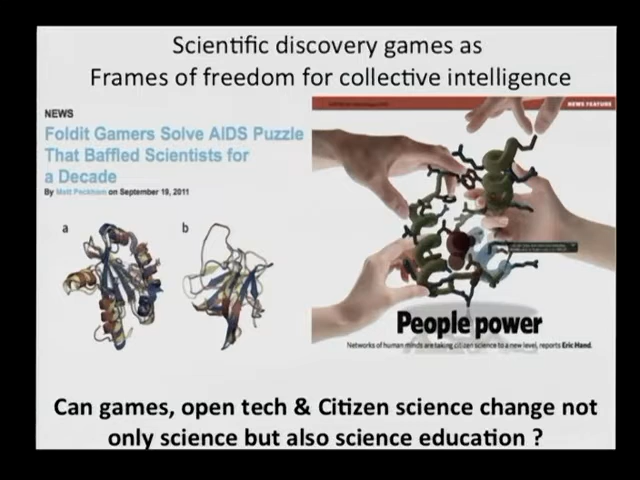 Scientific discovery games as
Frames of freedom for collective intelligence
NEWS
Foldit Gamers Solve AIDS Puzzle
That Baffled Scientists for
a Decade
By Matt Peckham on September 19, 2011
a
b
NEWS FEATURE
People power
Networks of human minds are taking citizen science to a new level, reports Eric Hand.
Can games, open tech & Citizen science change not
only science but also science education ?